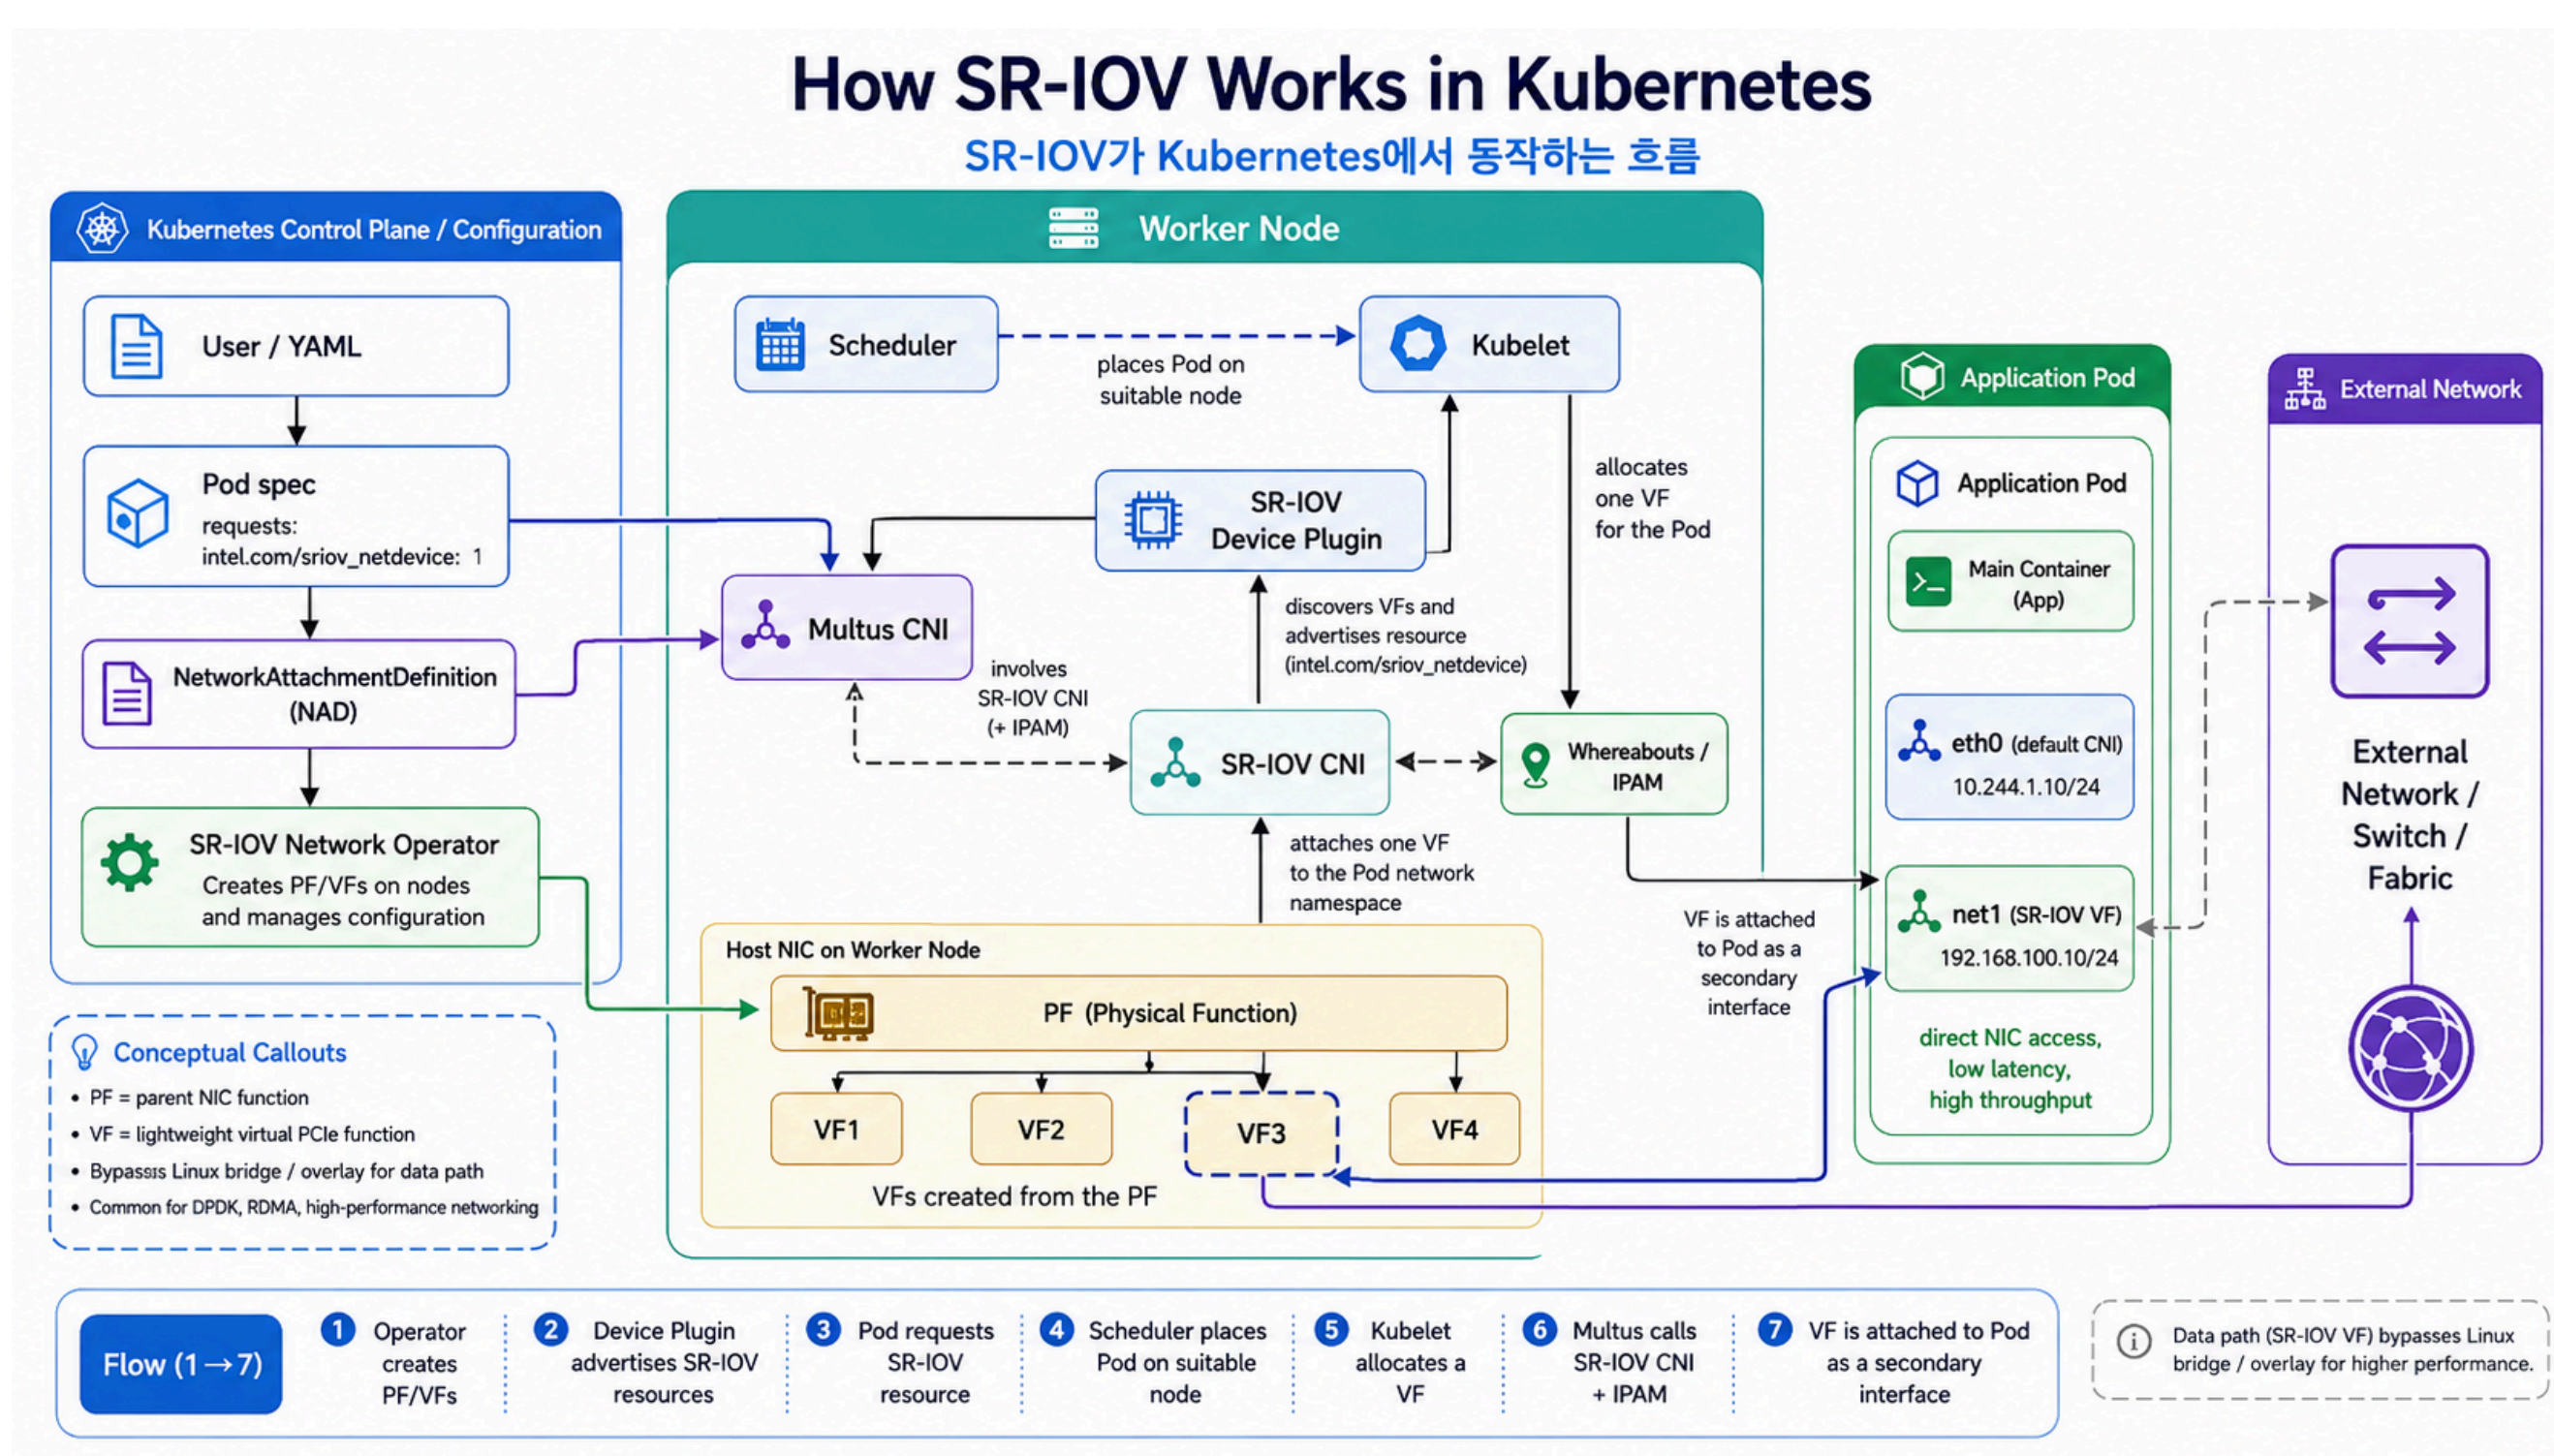 How SR-IOV Works in Kubernetes
SR-IOV가 Kubernetes에서 동작하는 흐름
Kubernetes Control Plane / Configuration
User / YAML
Pod spec
requests:
intel.com/sriov_netdevice: 1
NetworkAttachmentDefinition
(NAD)
SR-IOV Network Operator
Creates PF/VFs on nodes
and manages configuration
Conceptual Callouts
• PF = parent NIC function
• VF = lightweight virtual PCIe function
• Linux bridge / overlay for data path
• Common for DPDK, RDMA, high-performance networking
Worker Node
Scheduler
places Pod on
suitable node
Kubelet
SR-IOV
Device Plugin
allocates
one VF
for the Pod
Multus CNI
discovers VFs and
advertises resource
(intel.com/sriov_netdevice)
involves
SR-IOV CNI
(+ IPAM)
SR-IOV CNI
Whereabouts /
IPAM
attaches one VF
to the Pod network
namespace
Host NIC on Worker Node
PF (Physical Function)
VF1
VF2
VF3
VF4
VFs created from the PF
VF is attached
to Pod as a
secondary
interface
Application Pod
Application Pod
Main Container
(App)
eth0 (default CNI)
10.244.1.10/24
net1 (SR-IOV VF)
192.168.100.10/24
direct NIC access,
low latency,
high throughput
External Network
External
Network /
Switch /
Fabric
Flow (1→7)
1 Operator
creates
PF/VFs
2 Device Plugin
advertises SR-IOV
resources
3 Pod requests
SR-IOV
resource
4 Scheduler places
Pod on suitable
node
5 Kubelet
allocates a
VF
6 Multus calls
SR-IOV CNI
+ IPAM
7 VF is attached to Pod
as a secondary
interface
i
Data path (SR-IOV VF) bypasses Linux
bridge / overlay for higher performance.